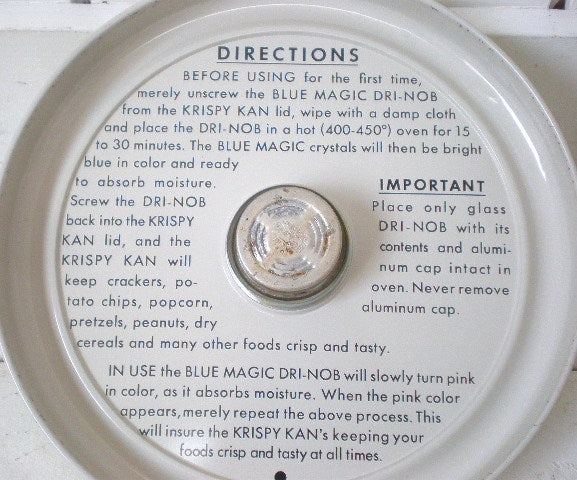 DIRECTIONS
BEFORE USING for the first time,
merely unscrew the BLUE MAGIC DRI-NOB
from the KRISPY KAN lid, wipe with a damp cloth
and place the DRI-NOB in a hot (400-450°) oven for 15
to 30 minutes. The BLUE MAGIC crystals will then be bright
blue in color and ready
to absorb moisture.
Screw the DRI-NOB
back into the KRISPY
KAN lid, and the
KRISPY KAN will
keep crackers, po-
tato chips, popcorn,
pretzels, peanuts, dry
cereals and many other foods crisp and tasty.
IMPORTANT
Place only glass
DRI-NOB with its
contents and alumi-
num cap intact in
oven. Never remove
aluminum cap.
IN USE the BLUE MAGIC DRI-NOB will slowly turn pink
in color, as it absorbs moisture. When the pink color
appears, merely repeat the above process. This
will insure the KRISPY KAN's keeping your
foods crisp and tasty at all times.